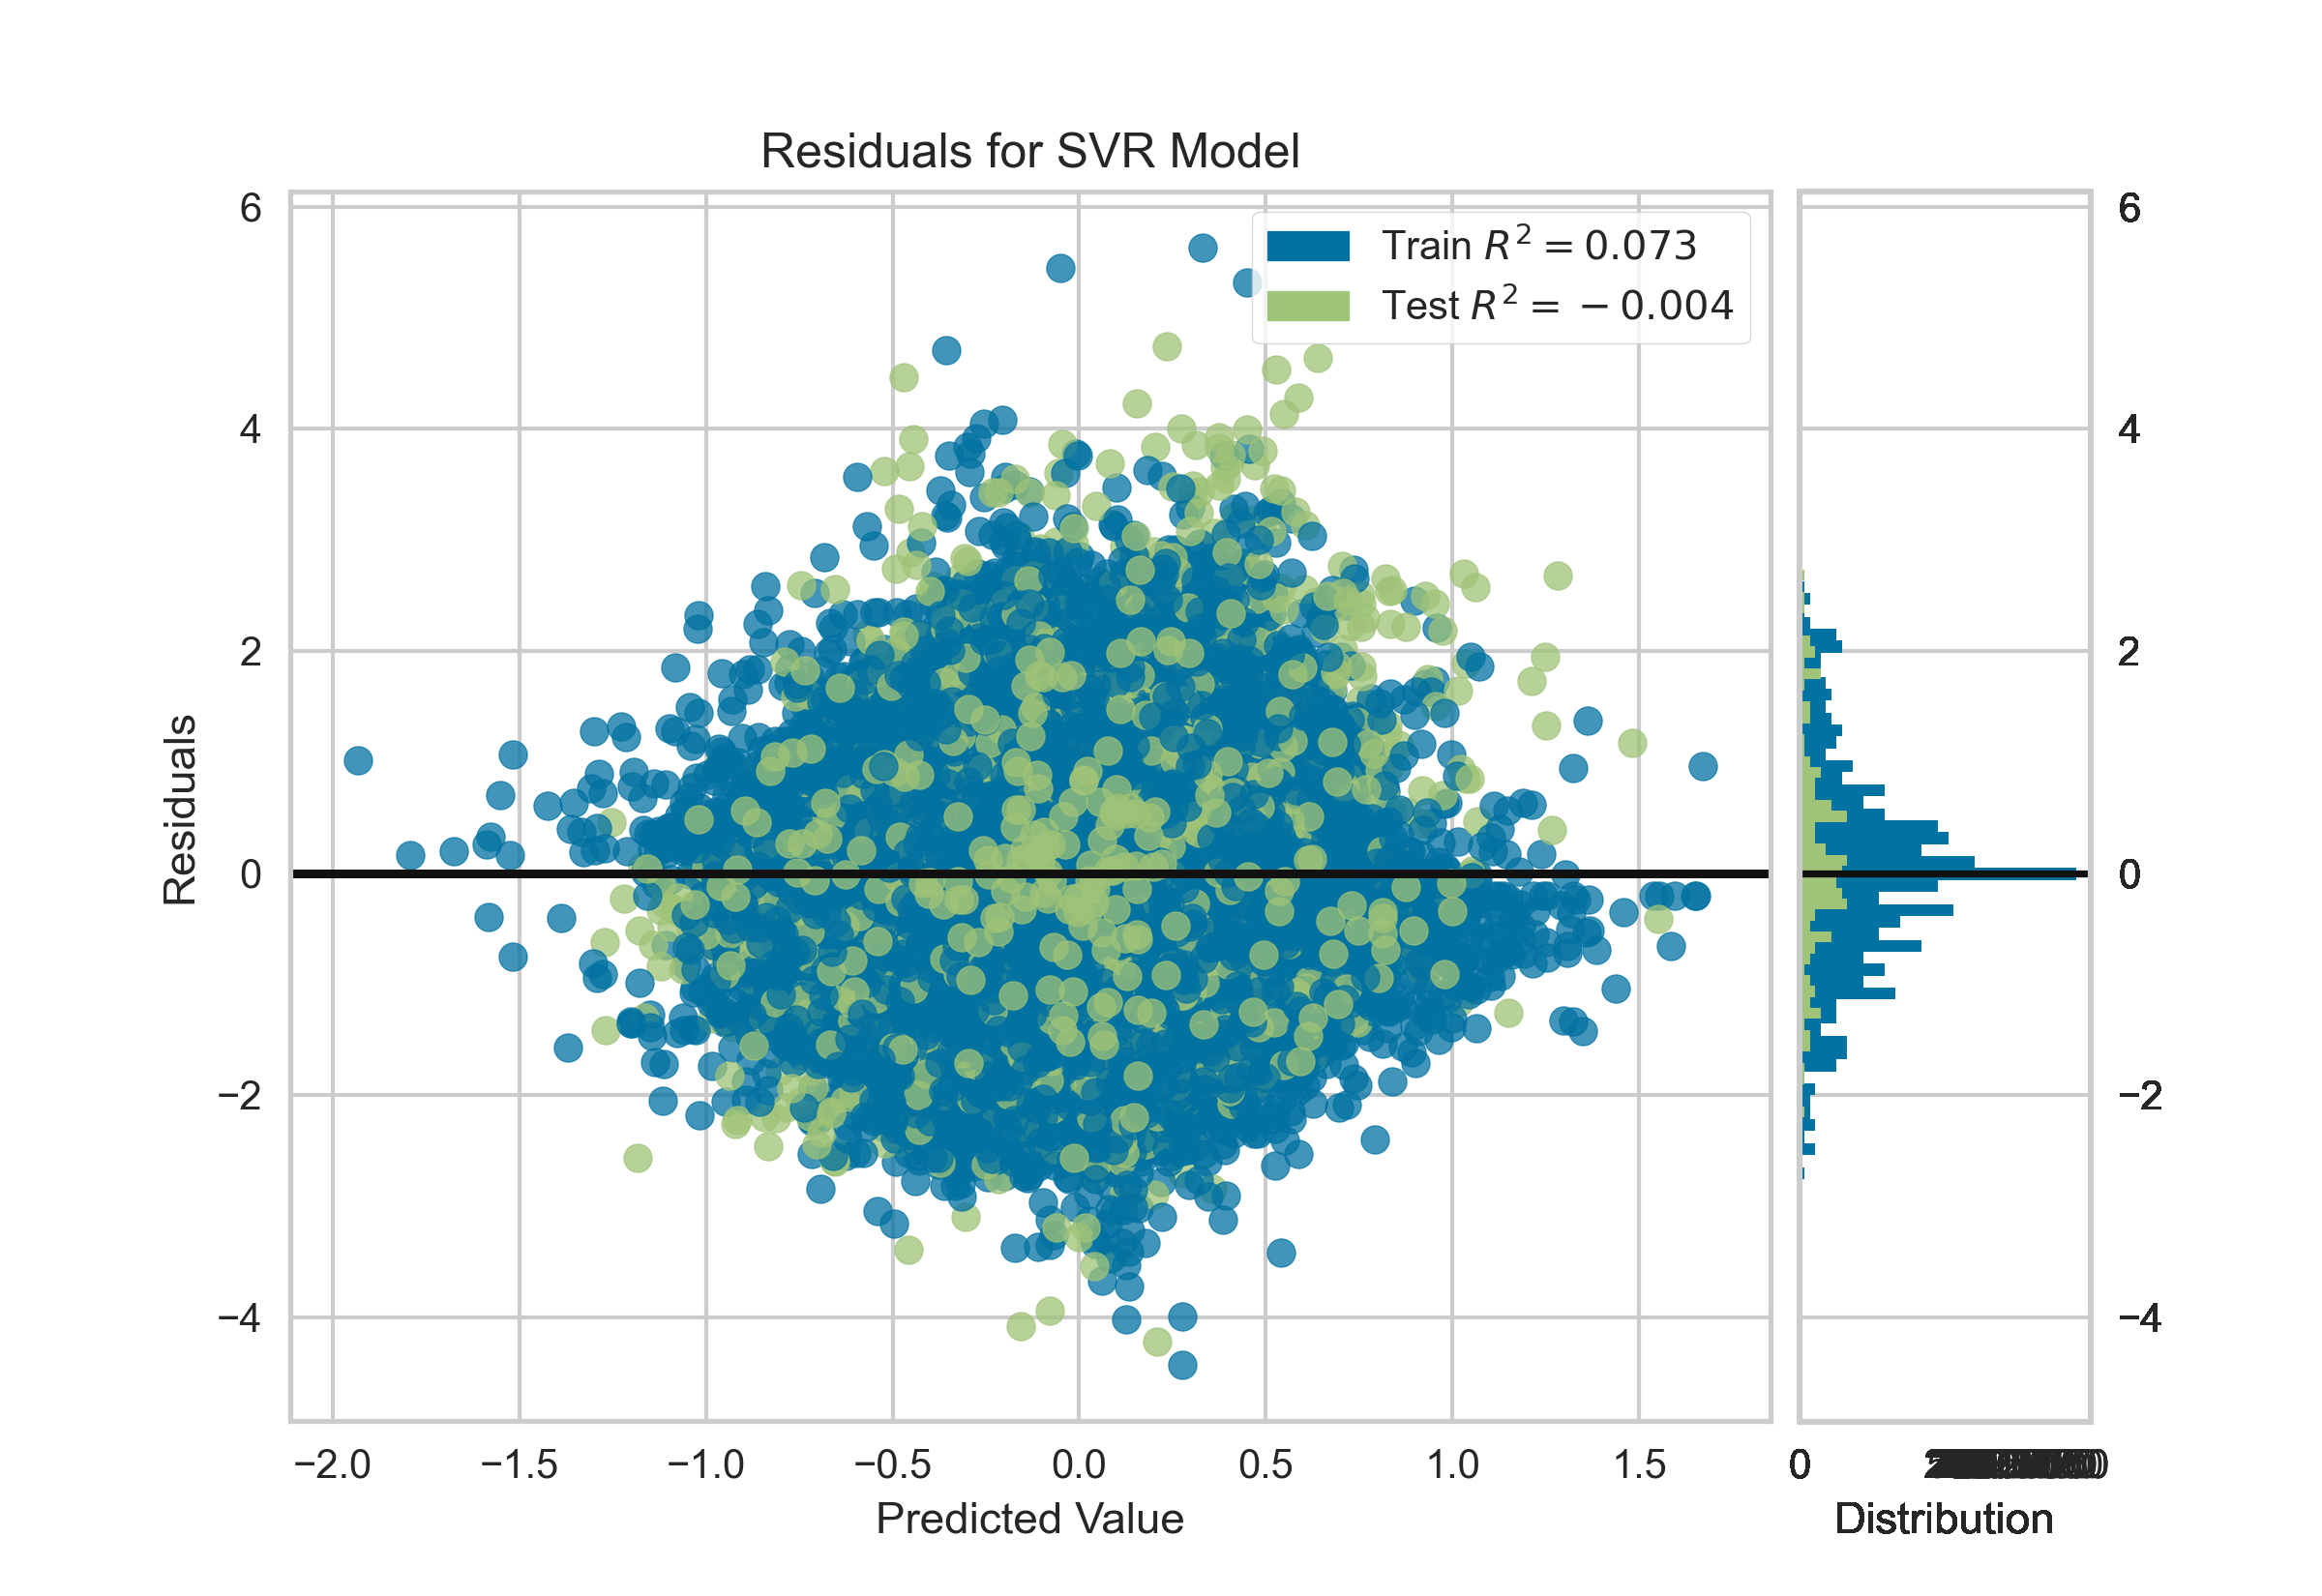 Residuals for SVR Model
Train R² = 0.073
Test R² = −0.004
Residuals
6
4
2
0
−2
−4
6
4
2
0
−2
−4
−2.0 −1.5 −1.0 −0.5 0.0 0.5 1.0 1.5
0
Predicted Value
Distribution